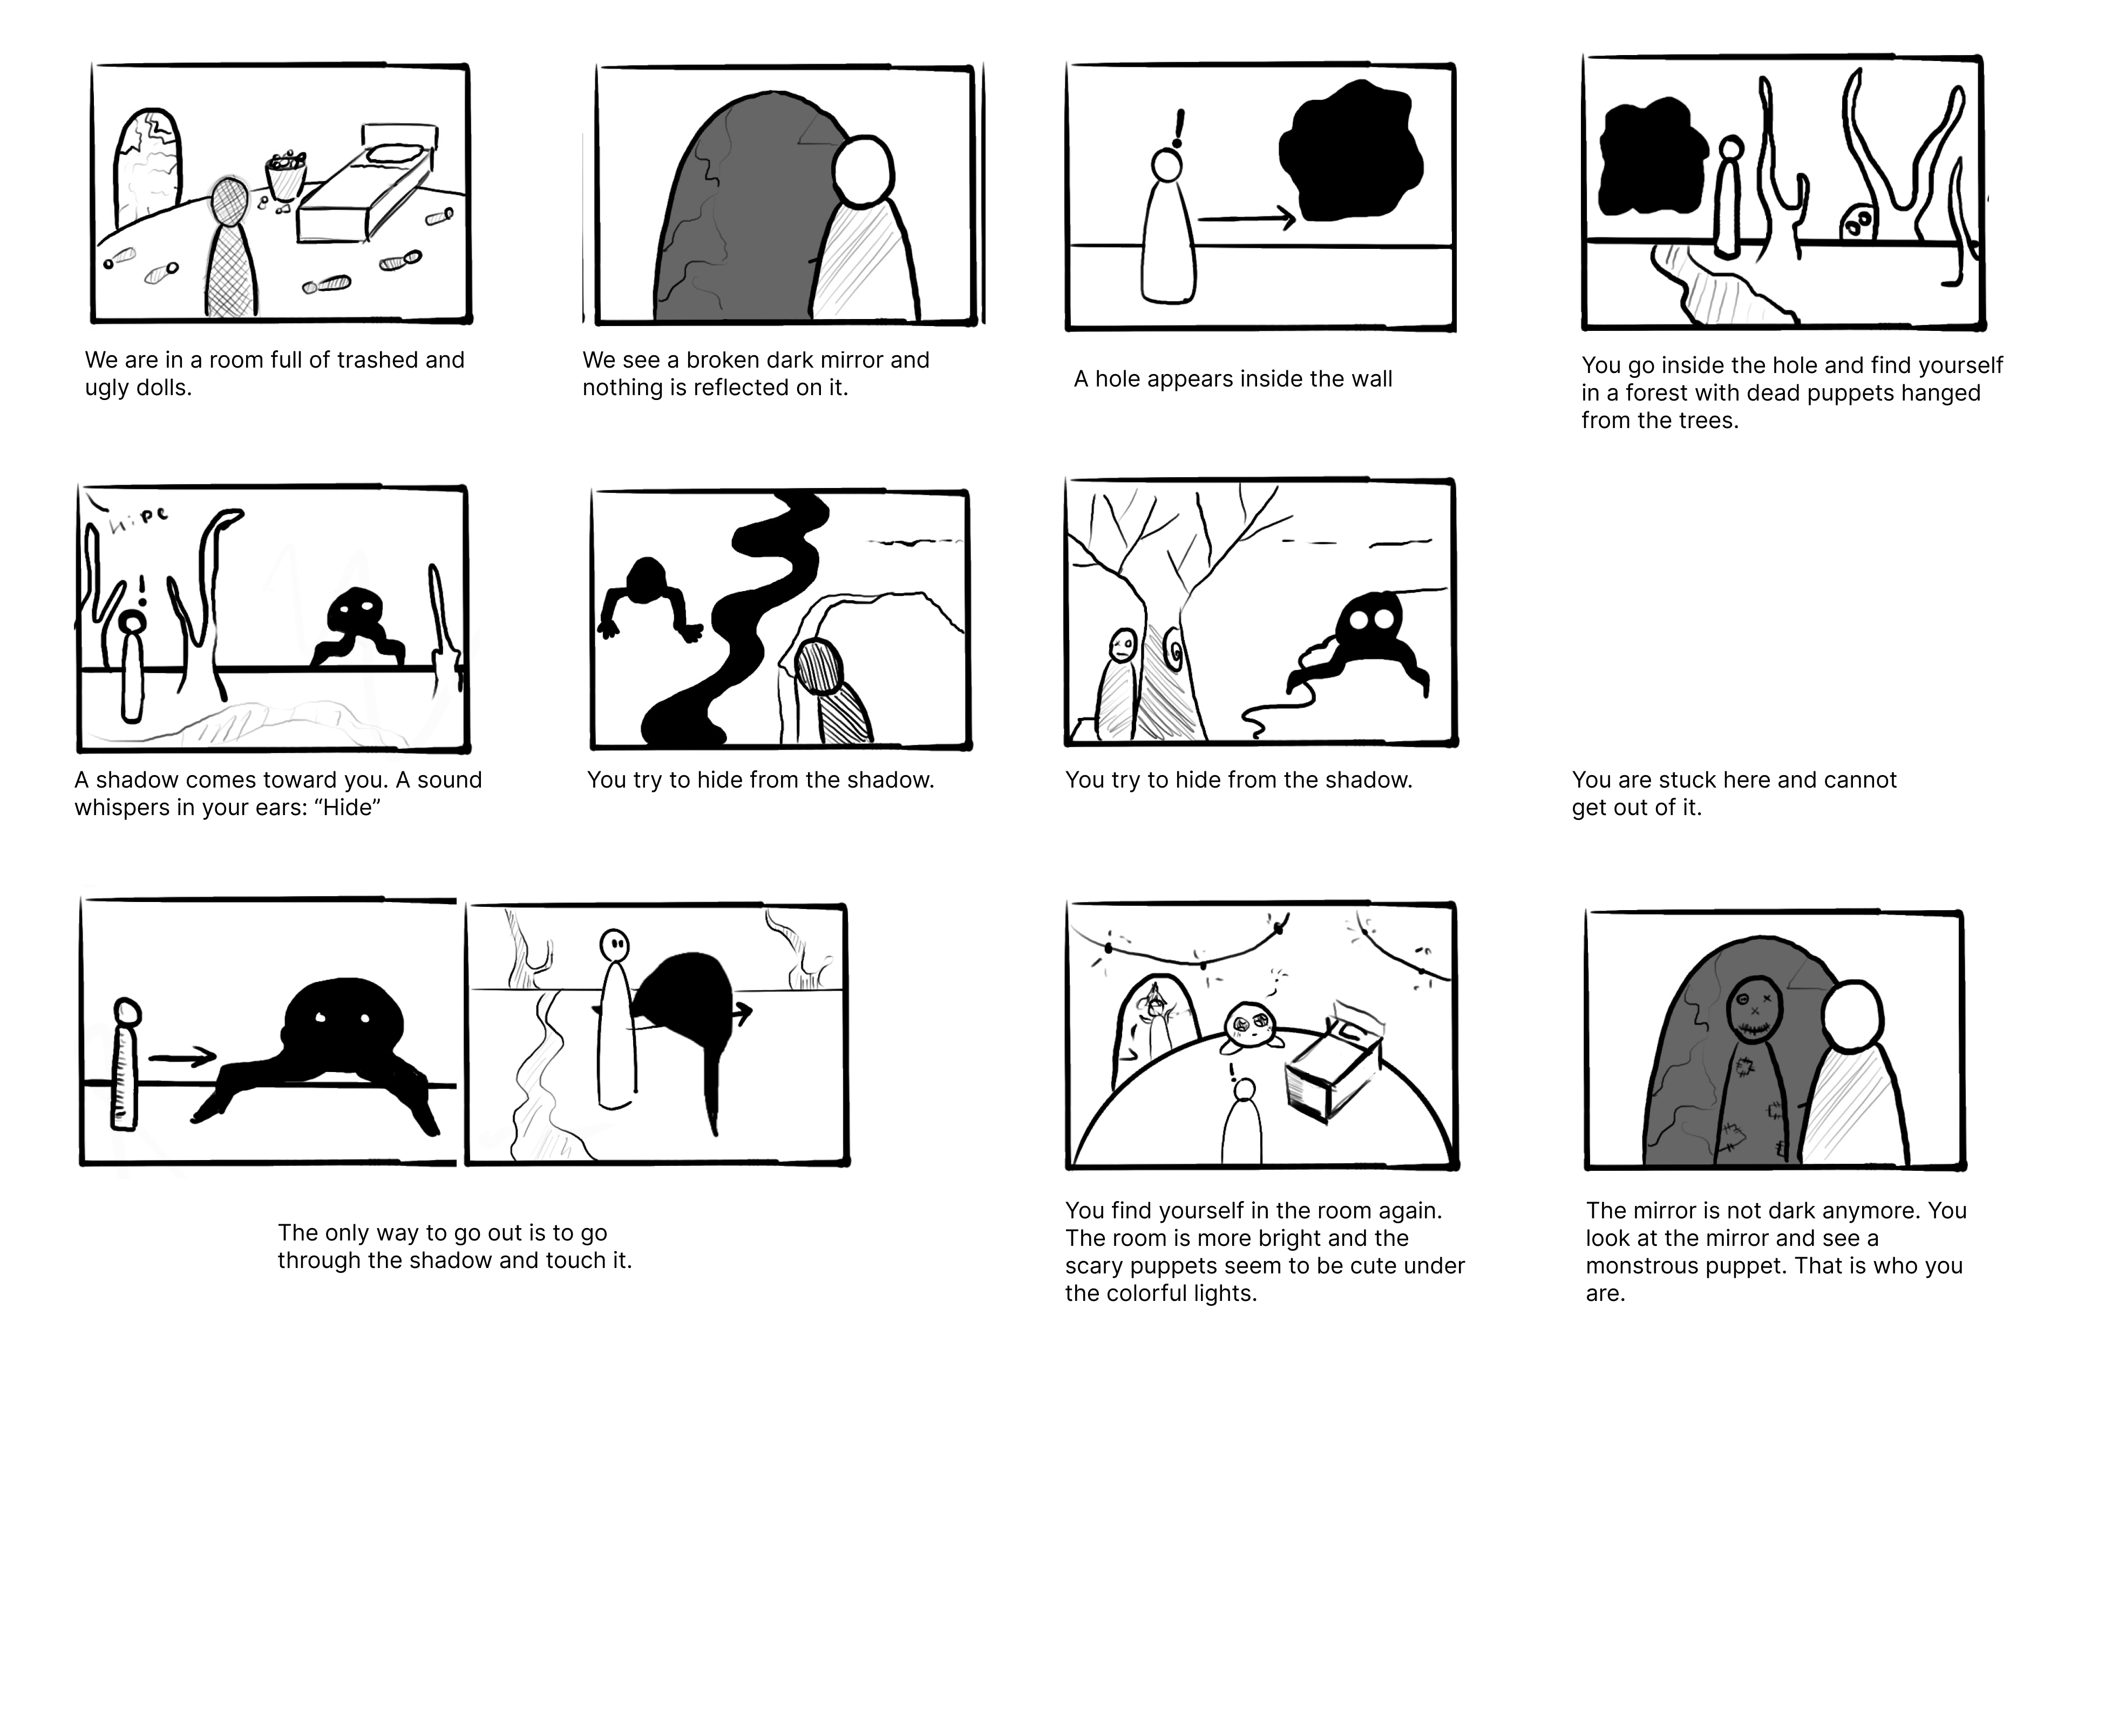 We are in a room full of trashed and
ugly dolls.
We see a broken dark mirror and
nothing is reflected on it.
A hole appears inside the wall
You go inside the hole and find yourself
in a forest with dead puppets hanged
from the trees.
hipe
A shadow comes toward you. A sound
whispers in your ears: “Hide”
You try to hide from the shadow.
You try to hide from the shadow.
You are stuck here and cannot
get out of it.
The only way to go out is to go
through the shadow and touch it.
You find yourself in the room again.
The room is more bright and the
scary puppets seem to be cute under
the colorful lights.
The mirror is not dark anymore. You
look at the mirror and see a
monstrous puppet. That is who you
are.